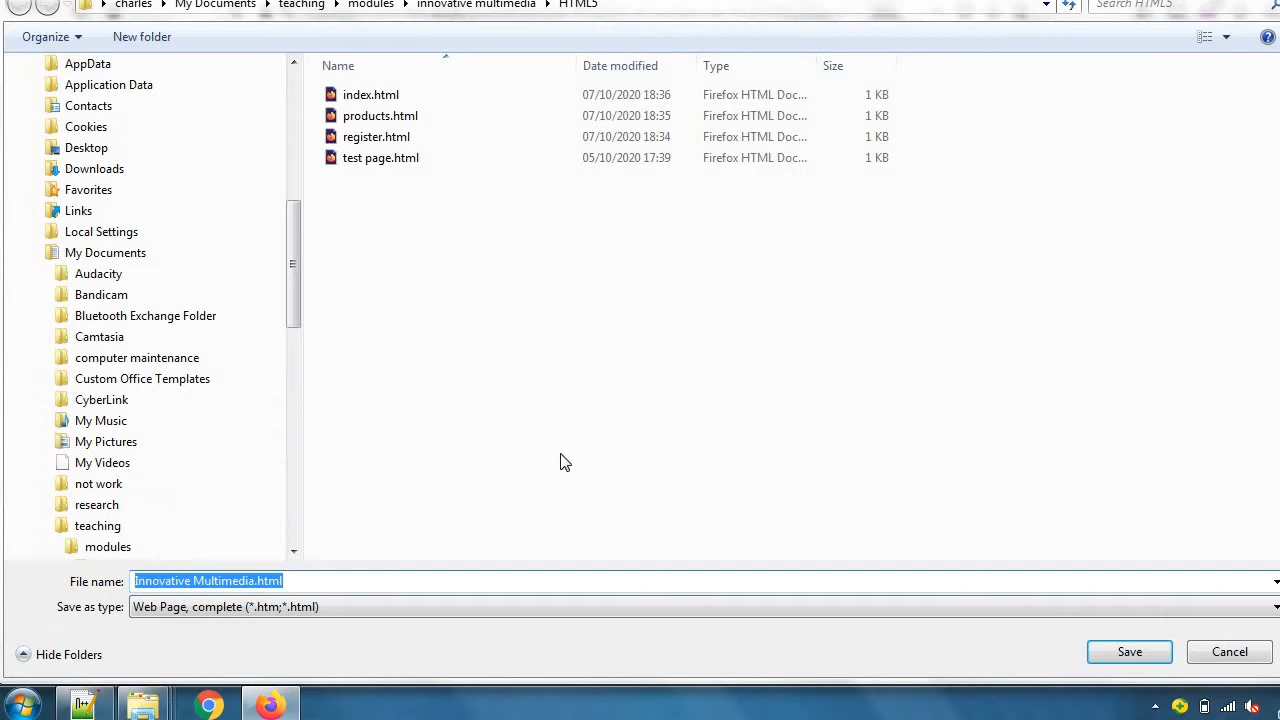 charles My Documents teaching modules innovative multimedia HTML5 Search HTML5
Organize New folder
Name Date modified Type Size
AppData
Application Data
Contacts
Cookies
Desktop
Downloads
Favorites
Links
Local Settings
My Documents
Audacity
Bandicam
Bluetooth Exchange Folder
Camtasia
computer maintenance
Custom Office Templates
CyberLink
My Music
My Pictures
My Videos
not work
research
teaching
modules
index.html 07/10/2020 18:36 Firefox HTML Doc... 1 KB
products.html 07/10/2020 18:35 Firefox HTML Doc... 1 KB
register.html 07/10/2020 18:34 Firefox HTML Doc... 1 KB
test page.html 05/10/2020 17:39 Firefox HTML Doc... 1 KB
File name: Innovative Multimedia.html
Save as type: Web Page, complete (*.htm;*.html)
Hide Folders Save Cancel